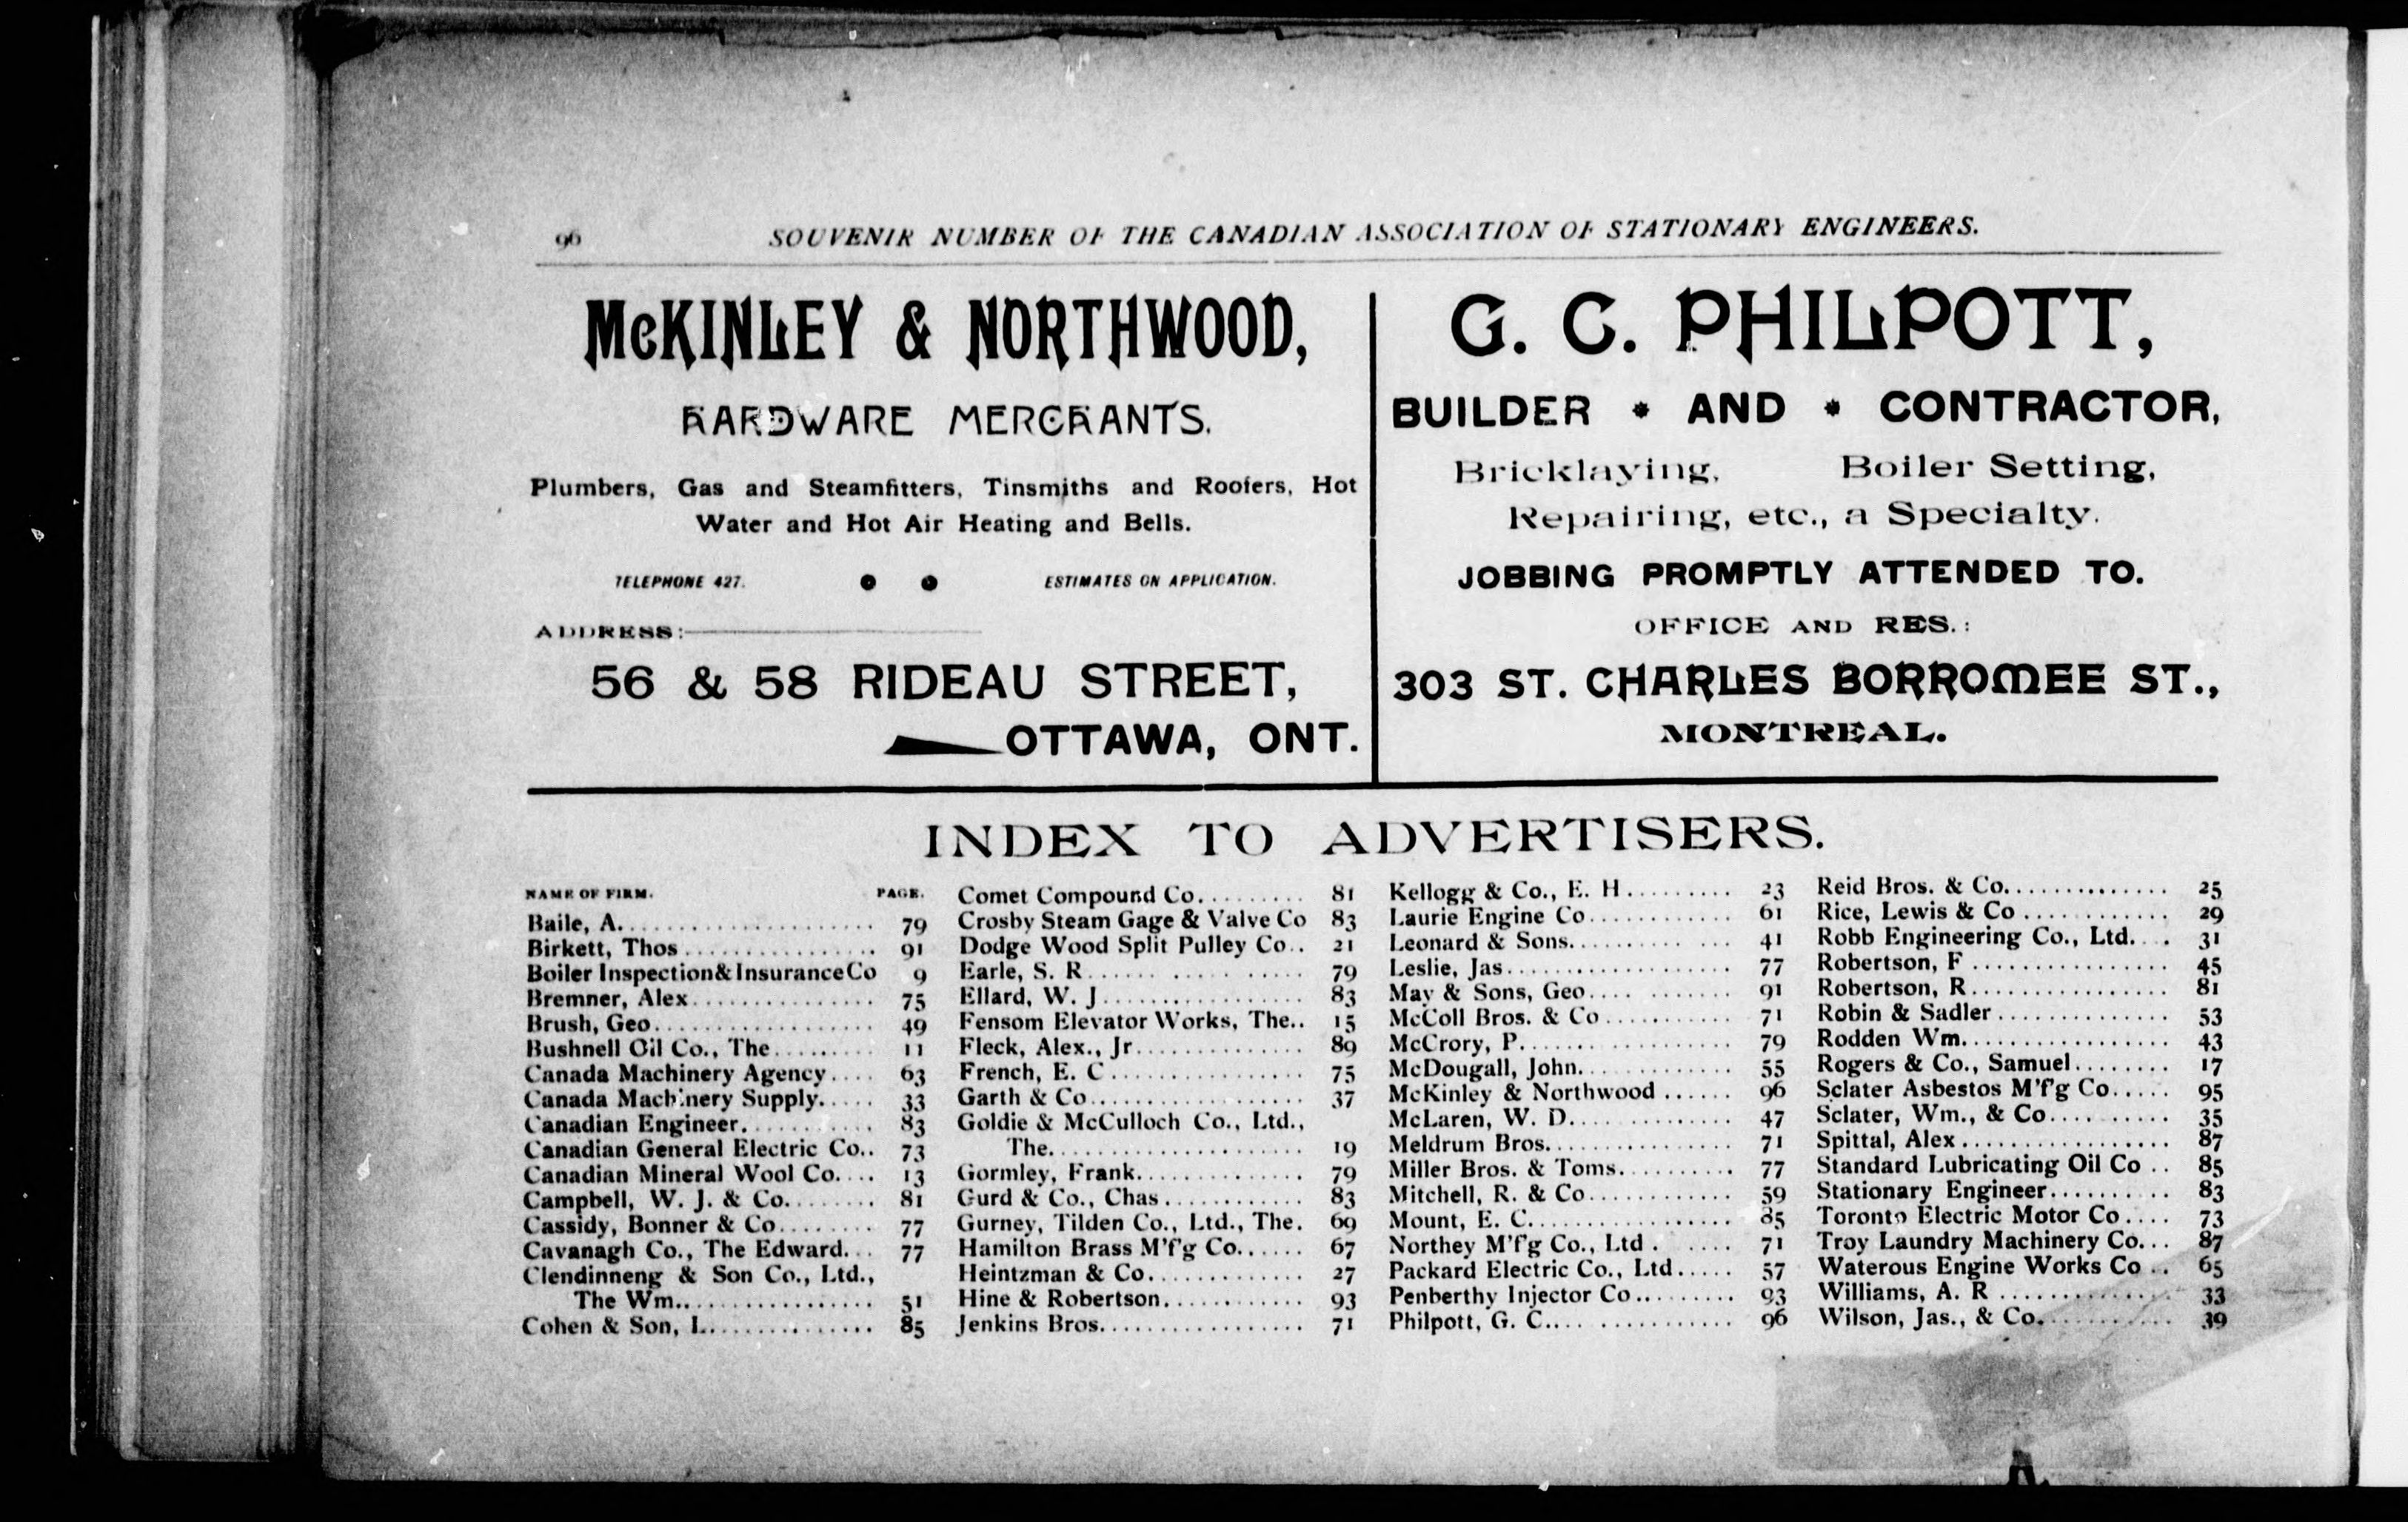 96 SOUVENIR NUMBER OF THE CANADIAN ASSOCIATION OF STATIONARY ENGINEERS.
McKINLEY & NORTHWOOD,
HARDWARE MERCHANTS.
Plumbers, Gas and Steamfitters, Tinsmiths and Roofers, Hot
Water and Hot Air Heating and Bells.
TELEPHONE 427. ESTIMATES ON APPLICATION.
ADDRESS:
56 & 58 RIDEAU STREET,
OTTAWA, ONT.
G. C. PHILPOTT,
BUILDER * AND * CONTRACTOR,
Bricklaying, Boiler Setting,
Repairing, etc., a Specialty.
JOBBING PROMPTLY ATTENDED TO.
OFFICE AND RES.:
303 ST. CHARLES BORROMEE ST.,
MONTREAL.
INDEX TO ADVERTISERS.
NAME OF FIRM. PAGE.
Baile, A. 79
Birkett, Thos 91
Boiler Inspection & Insurance Co 9
Bremner, Alex 75
Brush, Geo 49
Bushnell Oil Co., The 11
Canada Machinery Agency 63
Canada Machinery Supply 33
Canadian Engineer 83
Canadian General Electric Co.. 73
Canadian Mineral Wool Co. 13
Campbell, W. J. & Co. 81
Cassidy, Bonner & Co 77
Cavanagh Co., The Edward 77
Clendinneng & Son Co., Ltd.,
The Wm. 51
Cohen & Son, L. 85
Comet Compound Co. 81
Crosby Steam Gage & Valve Co 83
Dodge Wood Split Pulley Co.. 21
Earle, S. R 79
Ellard, W. J 83
Fensom Elevator Works, The.. 15
Fleck, Alex., Jr 89
French, E. C 75
Garth & Co 37
Goldie & McCulloch Co., Ltd.,
The 19
Gormley, Frank 79
Gurd & Co., Chas 83
Gurney, Tilden Co., Ltd., The. 69
Hamilton Brass M'f'g Co. 67
Heintzman & Co. 27
Hine & Robertson 93
Jenkins Bros. 71
Kellogg & Co., E. H 23
Laurie Engine Co 61
Leonard & Sons 41
Leslie, Jas 77
May & Sons, Geo 91
McColl Bros. & Co 71
McCrory, P. 79
McDougall, John 55
McKinley & Northwood 96
McLaren, W. D. 47
Meldrum Bros. 71
Miller Bros. & Toms 77
Mitchell, R. & Co 59
Mount, E. C. 85
Northey M'f'g Co., Ltd 71
Packard Electric Co., Ltd 57
Penberthy Injector Co 93
Philpott, G. C. 96
Reid Bros. & Co. 25
Rice, Lewis & Co 29
Robb Engineering Co., Ltd. 31
Robertson, F 45
Robertson, R 81
Robin & Sadler 53
Rodden Wm. 43
Rogers & Co., Samuel 17
Sclater Asbestos M'f'g Co 95
Sclater, Wm., & Co 35
Spittal, Alex 87
Standard Lubricating Oil Co 85
Stationary Engineer 83
Toronto Electric Motor Co 73
Troy Laundry Machinery Co. 87
Waterous Engine Works Co 65
Williams, A. R 33
Wilson, Jas., & Co. 39